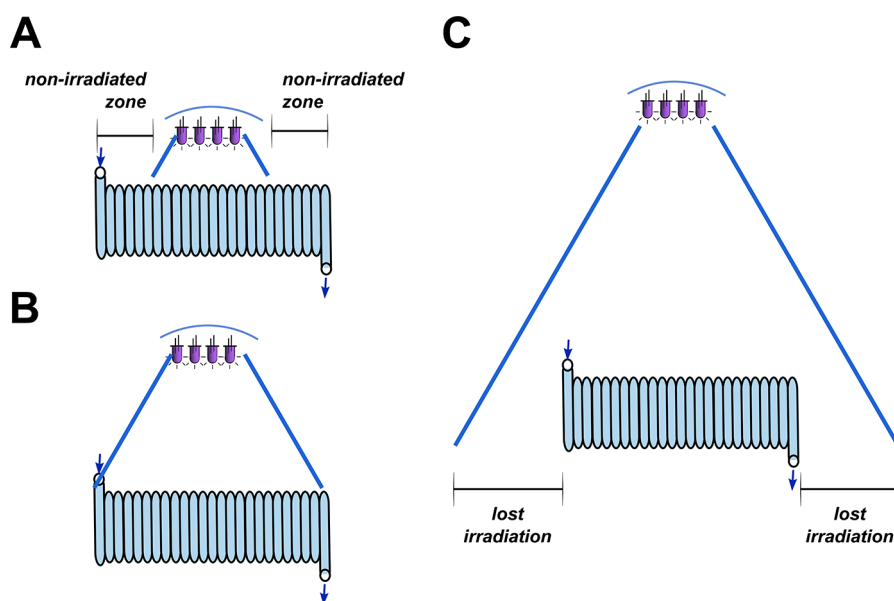 A
non-irradiated
zone
non-irradiated
zone
B
C
lost
irradiation
lost
irradiation